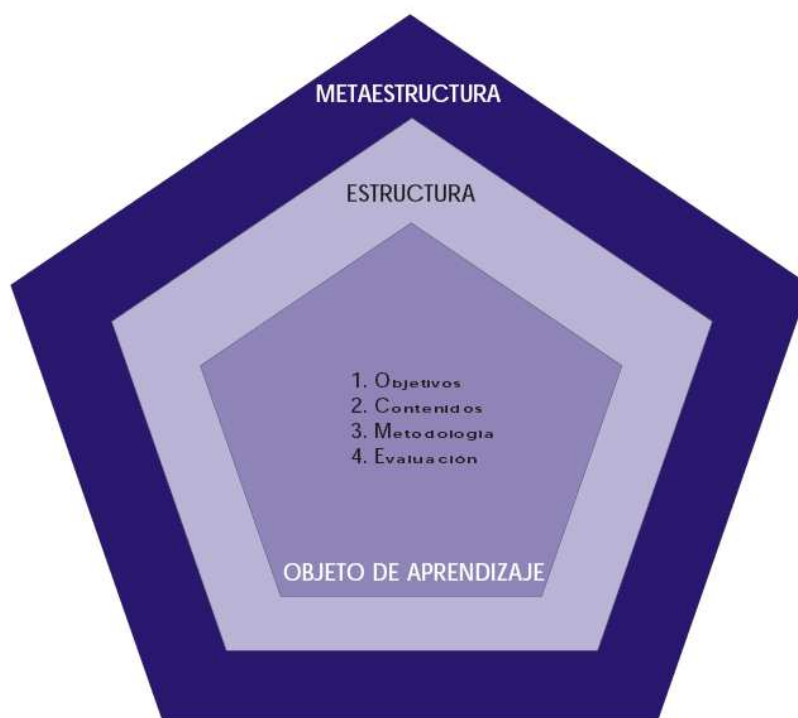 METAESTRUCTURA
ESTRUCTURA
1. Objetivos
2. Contenidos
3. Metodología
4. Evaluación
OBJETO DE APRENDIZAJE